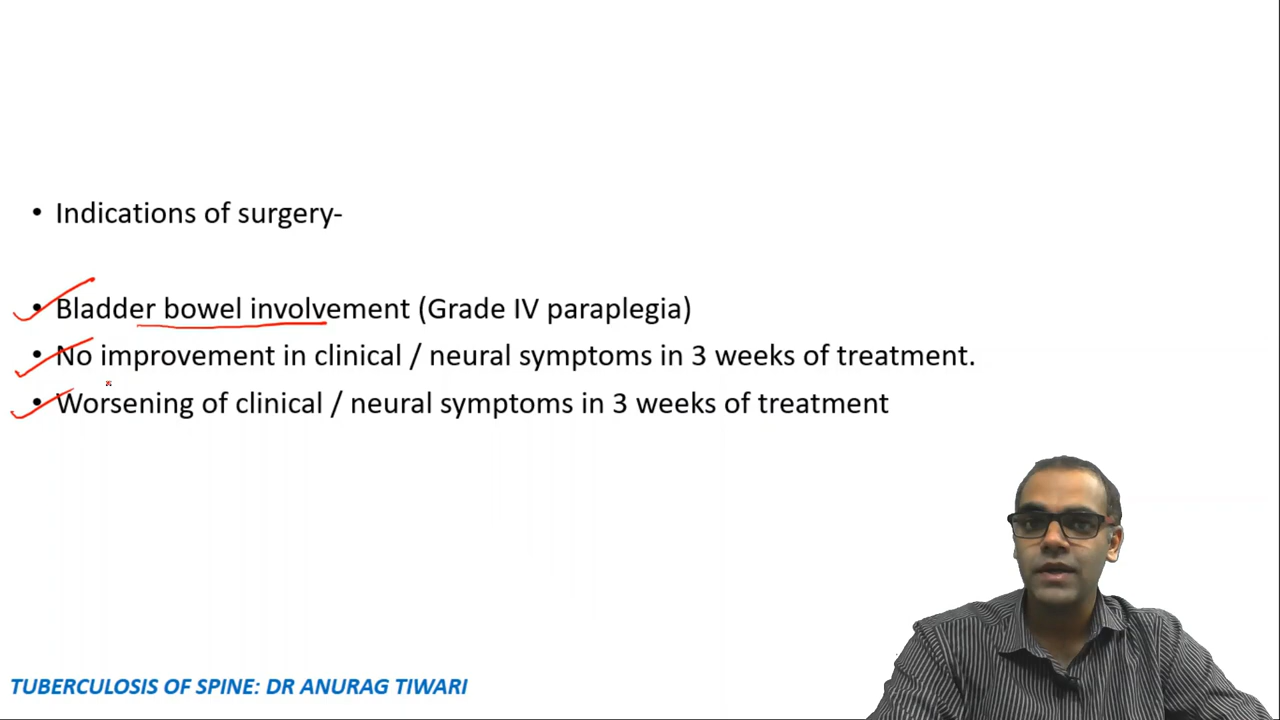 • Indications of surgery-
• Bladder bowel involvement (Grade IV paraplegia)
• No improvement in clinical / neural symptoms in 3 weeks of treatment.
• Worsening of clinical / neural symptoms in 3 weeks of treatment
TUBERCULOSIS OF SPINE: DR ANURAG TIWARI